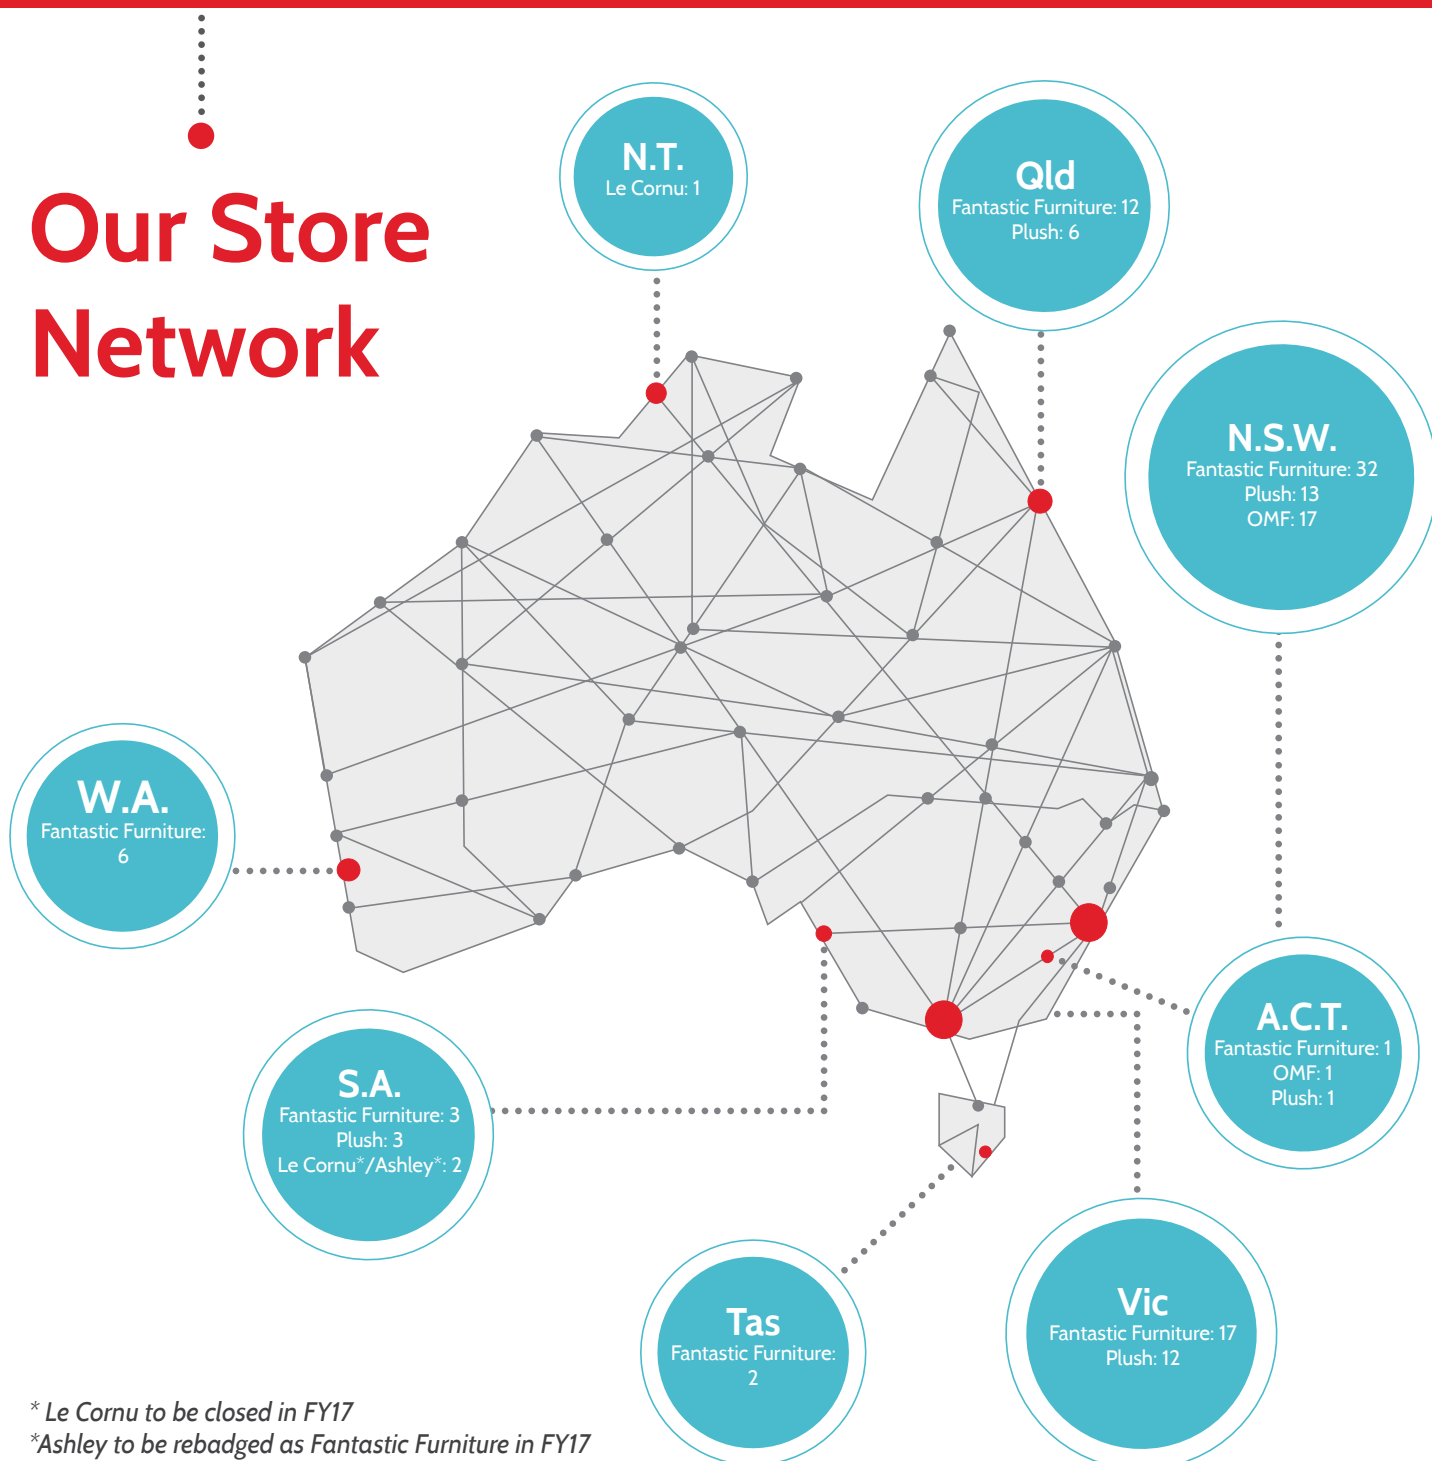 Our Store
Network
N.T.
Le Cornu: 1
Qld
Fantastic Furniture: 12
Plush: 6
N.S.W.
Fantastic Furniture: 32
Plush: 13
OMF: 17
W.A.
Fantastic Furniture:
6
A.C.T.
Fantastic Furniture: 1
OMF: 1
Plush: 1
S.A.
Fantastic Furniture: 3
Plush: 3
Le Cornu*/Ashley*: 2
Vic
Fantastic Furniture: 17
Plush: 12
Tas
Fantastic Furniture:
2
* Le Cornu to be closed in FY17
*Ashley to be rebadged as Fantastic Furniture in FY17